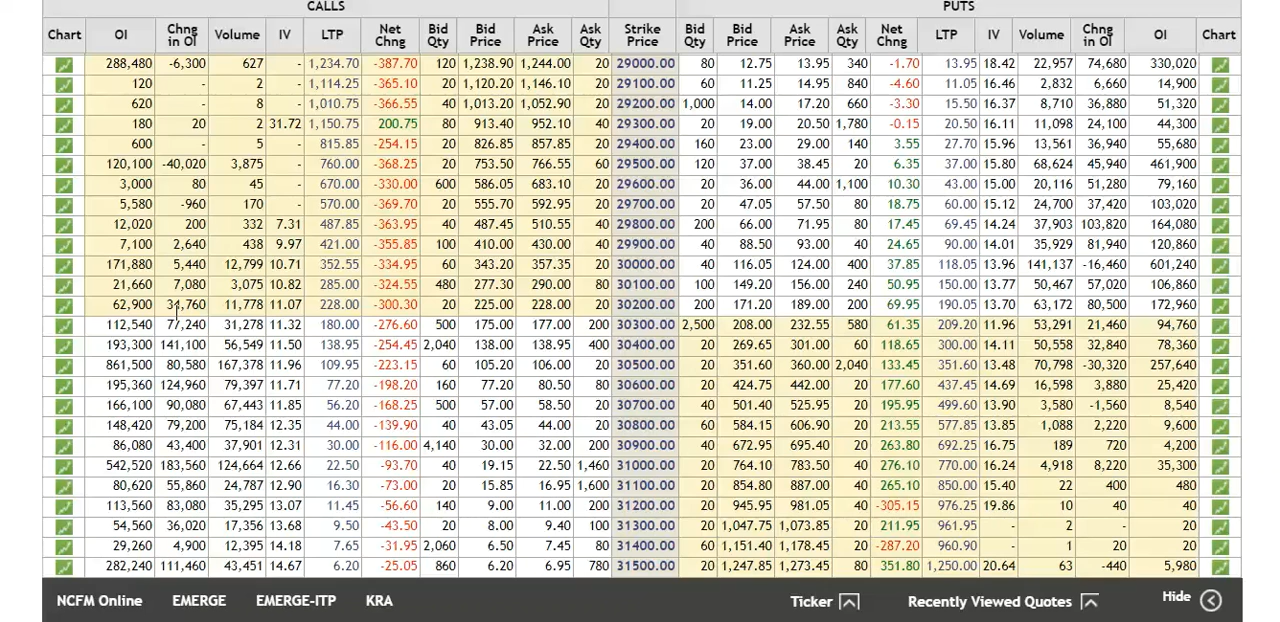 CALLS PUTS
Chart OI Chng in OI Volume IV LTP Net Chng Bid Qty Bid Price Ask Price Ask Qty Strike Price Bid Qty Bid Price Ask Price Ask Qty Net Chng LTP IV Volume Chng in OI OI Chart
288,480 -6,300 627 - 1,234.70 -387.70 120 1,238.90 1,244.00 20 29000.00 80 12.75 13.95 340 -1.70 13.95 18.42 22,957 74,680 330,020
120 - 2 - 1,114.25 -365.10 20 1,120.20 1,146.10 20 29100.00 60 11.25 14.95 840 -4.60 11.05 16.46 2,832 6,660 14,900
620 - 8 - 1,010.75 -366.55 40 1,013.20 1,052.90 20 29200.00 1,000 14.00 17.20 660 -3.30 15.50 16.37 8,710 36,880 51,320
180 20 2 31.72 1,150.75 200.75 80 913.40 952.10 40 29300.00 20 19.00 20.50 1,780 -0.15 20.50 16.11 11,098 24,100 44,300
600 - 5 - 815.85 -254.15 20 826.85 857.85 20 29400.00 160 23.00 29.00 140 3.55 27.70 15.96 13,561 36,940 55,680
120,100 -40,020 3,875 - 760.00 -368.25 20 753.50 766.55 60 29500.00 120 37.00 38.45 20 6.35 37.00 15.80 68,624 45,940 461,900
3,000 80 45 - 670.00 -330.00 600 586.05 683.10 20 29600.00 20 36.00 44.00 1,100 10.30 43.00 15.00 20,116 51,280 79,160
5,580 -960 170 - 570.00 -369.70 20 555.70 592.95 20 29700.00 20 47.05 57.50 80 18.75 60.00 15.12 24,700 37,420 103,020
12,020 200 332 7.31 487.85 -363.95 40 487.45 510.55 40 29800.00 200 66.00 71.95 80 17.45 69.45 14.24 37,903 103,820 164,080
7,100 2,640 438 9.97 421.00 -355.85 100 410.00 430.00 40 29900.00 40 88.50 93.00 40 24.65 90.00 14.01 35,929 81,940 120,860
171,880 5,440 12,799 10.71 352.55 -334.95 60 343.20 357.35 20 30000.00 40 116.05 124.00 400 37.85 118.05 13.96 141,137 -16,460 601,240
21,660 7,080 3,075 10.82 285.00 -324.55 480 277.30 290.00 80 30100.00 100 149.20 156.00 240 50.95 150.00 13.77 50,467 57,020 106,860
62,900 34,760 11,778 11.07 228.00 -300.30 20 225.00 228.00 20 30200.00 200 171.20 189.00 200 69.95 190.05 13.70 63,172 80,500 172,960
112,540 77,240 31,278 11.32 180.00 -276.60 500 175.00 177.00 200 30300.00 2,500 208.00 232.55 580 61.35 209.20 11.96 53,291 21,460 94,760
193,300 141,100 56,549 11.50 138.95 -254.45 2,040 138.00 138.95 400 30400.00 20 269.65 301.00 60 118.65 300.00 14.11 50,558 32,840 78,360
861,500 80,580 167,378 11.96 109.95 -223.15 60 105.20 106.00 20 30500.00 20 351.60 360.00 2,040 133.45 351.60 13.48 70,798 -30,320 257,640
195,360 124,960 79,397 11.71 77.20 -198.20 160 77.20 80.50 80 30600.00 20 424.75 442.00 20 177.60 437.45 14.69 16,598 3,880 25,420
166,100 90,080 67,443 11.85 56.20 -168.25 500 57.00 58.50 20 30700.00 40 501.40 525.95 20 195.95 499.60 13.90 3,580 -1,560 8,540
148,420 79,200 75,184 12.35 44.00 -139.90 40 43.05 44.00 20 30800.00 60 584.15 606.90 20 213.55 577.85 13.85 1,088 2,220 9,600
86,080 43,400 37,901 12.31 30.00 -116.00 4,140 30.00 32.00 200 30900.00 40 672.95 695.40 20 263.80 692.25 16.75 189 720 4,200
542,520 183,560 124,664 12.66 22.50 -93.70 40 19.15 22.50 1,460 31000.00 20 764.10 783.50 40 276.10 770.00 16.24 4,918 8,220 35,300
80,620 55,860 24,787 12.90 16.30 -73.00 20 15.85 16.95 1,600 31100.00 20 854.80 887.00 40 265.10 850.00 15.40 22 400 480
113,560 83,080 35,295 13.07 11.45 -56.60 140 9.00 11.00 200 31200.00 20 945.95 981.05 40 -305.15 976.25 19.86 10 40 40
54,560 36,020 17,356 13.68 9.50 -43.50 20 8.00 9.40 100 31300.00 20 1,047.75 1,073.85 20 211.95 961.95 - 2 - 20
29,260 4,900 12,395 14.18 7.65 -31.95 2,060 6.50 7.45 80 31400.00 60 1,151.40 1,178.45 20 -287.20 960.90 - 1 20 20
282,240 111,460 43,451 14.67 6.20 -25.05 860 6.20 6.95 780 31500.00 20 1,247.85 1,273.45 80 351.80 1,250.00 20.64 63 -440 5,980
NCFM Online EMERGE EMERGE-ITP KRA Ticker Recently Viewed Quotes Hide